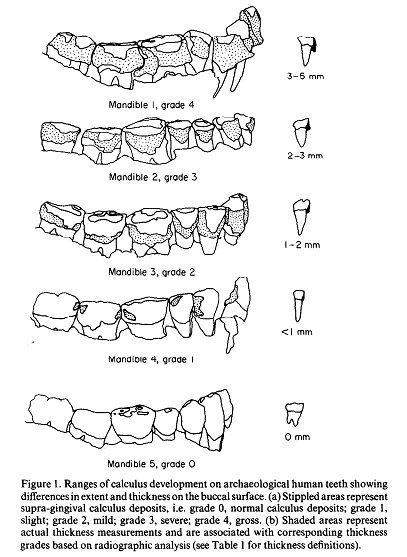 3–5 mm
Mandible 1, grade 4
2–3 mm
Mandible 2, grade 3
1–2 mm
Mandible 3, grade 2
<1 mm
Mandible 4, grade 1
0 mm
Mandible 5, grade 0
Figure 1. Ranges of calculus development on archaeological human teeth showing
differences in extent and thickness on the buccal surface. (a) Stippled areas represent
supra-gingival calculus deposits, i.e. grade 0, normal calculus deposits; grade 1,
slight; grade 2, mild; grade 3, severe; grade 4, gross. (b) Shaded areas represent
actual thickness measurements and are associated with corresponding thickness
grades based on radiographic analysis (see Table 1 for thickness definitions).